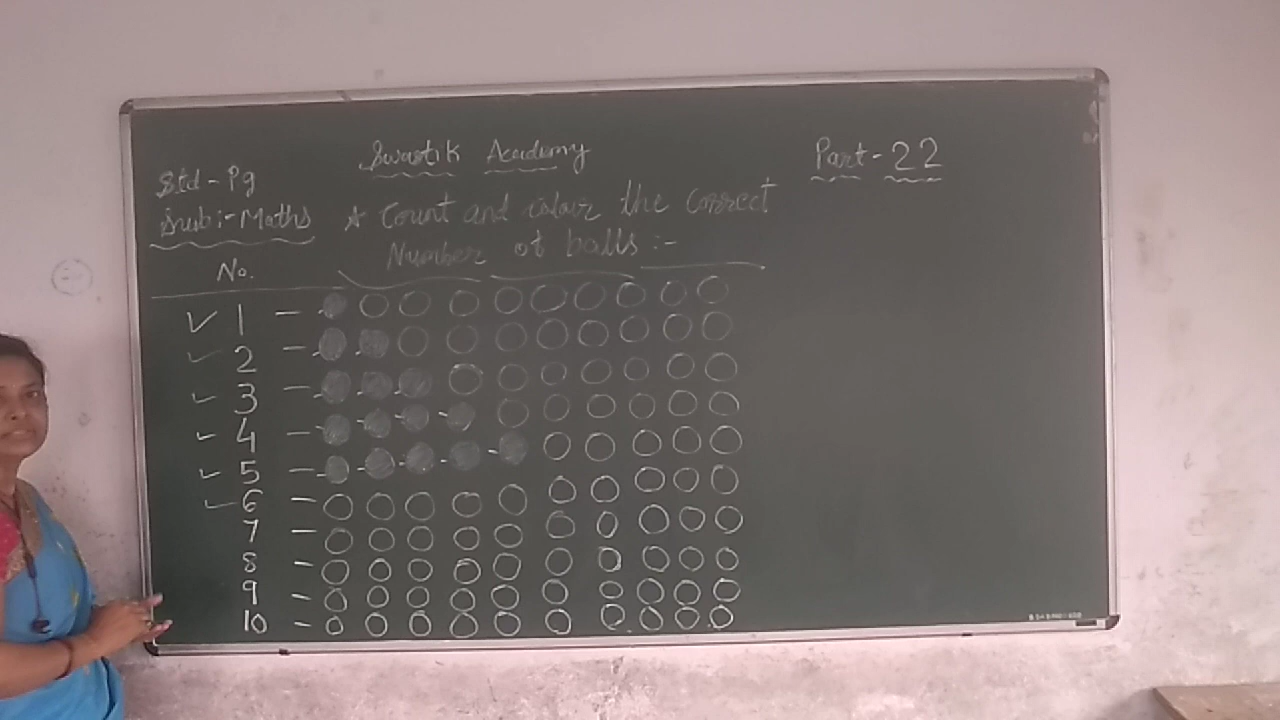 Swastik Academy
Part-22
Std-Pg
Sub:-Maths
* Count and colour the Correct
Number of balls :-
No.
✓ 1 -
✓ 2 -
✓ 3 -
✓ 4 -
✓ 5 -
✓ 6 -
7 -
8 -
9 -
10 -